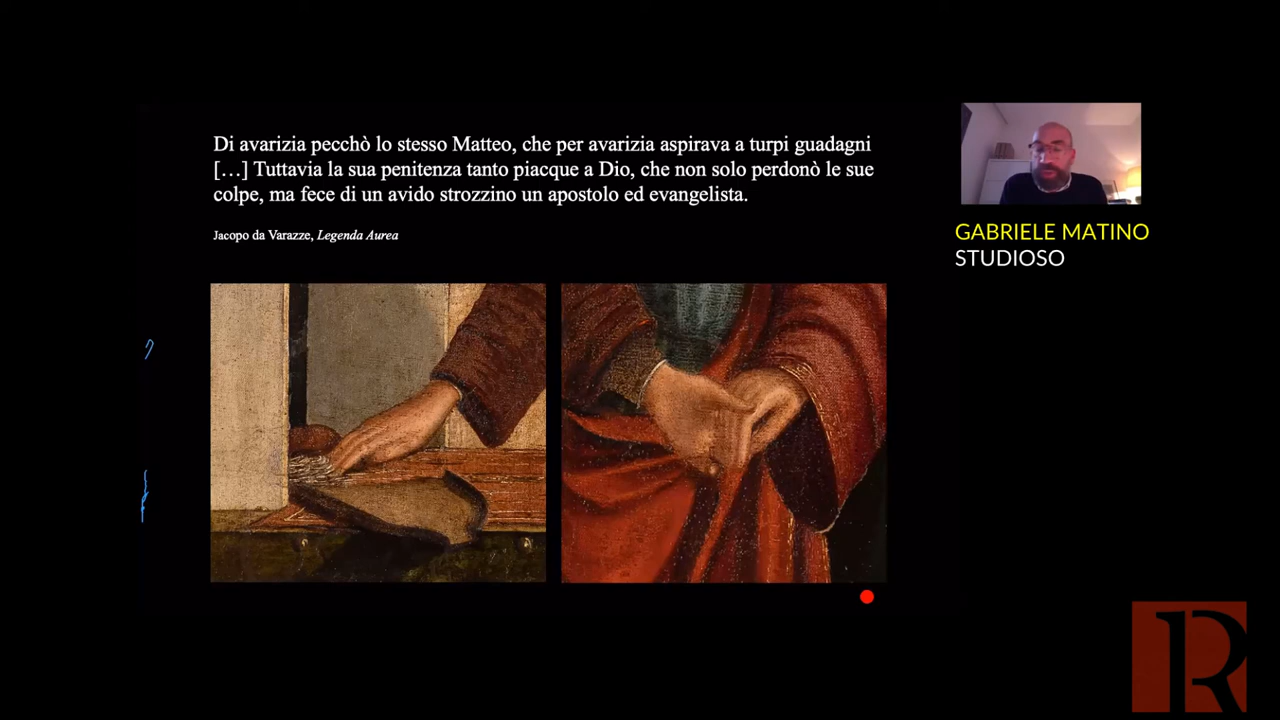 Di avarizia pecchò lo stesso Matteo, che per avarizia aspirava a turpi guadagni
[…] Tuttavia la sua penitenza tanto piacque a Dio, che non solo perdonò le sue
colpe, ma fece di un avido strozzino un apostolo ed evangelista.
Jacopo da Varazze, Legenda Aurea
GABRIELE MATINO
STUDIOSO
R